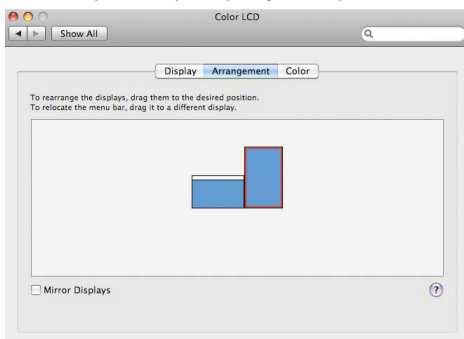 Color LCD
Show All
Display Arrangement Color
To rearrange the displays, drag them to the desired position.
To relocate the menu bar, drag it to a different display.
Mirror Displays
?